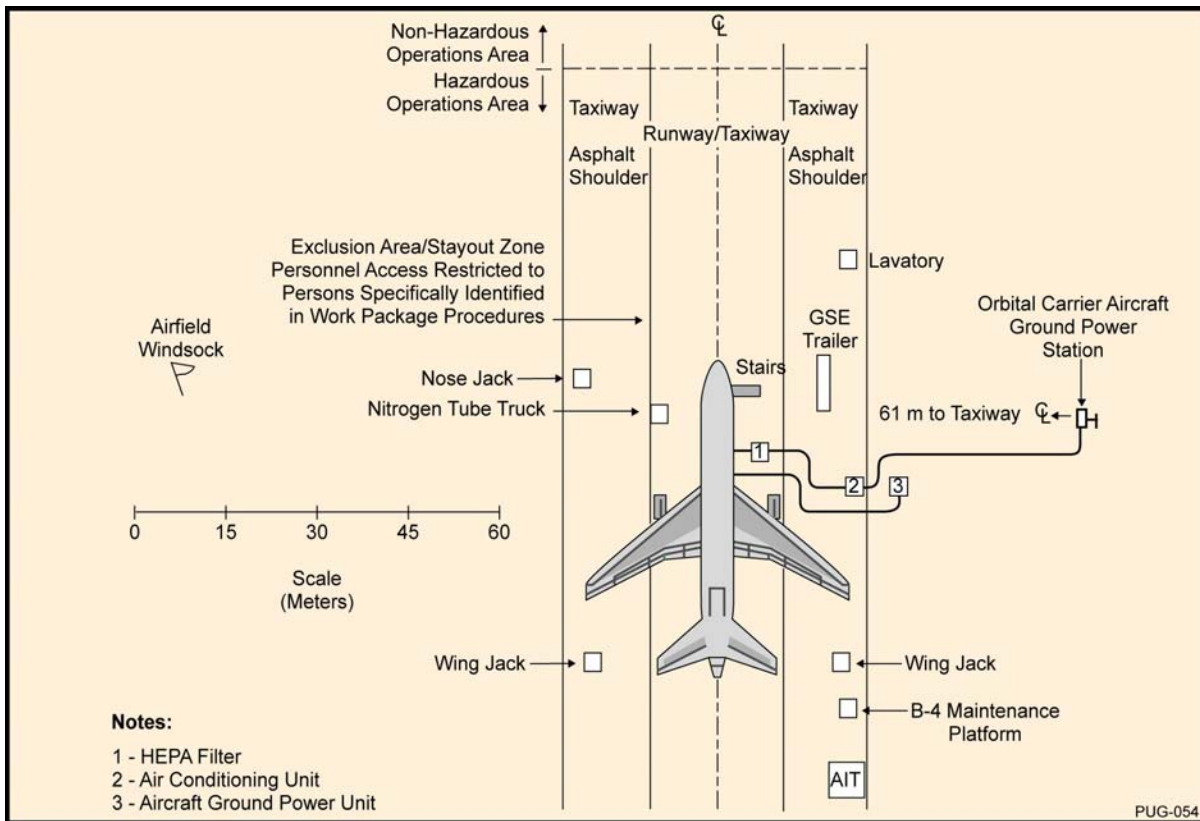 Non-Hazardous
Operations Area
Hazardous
Operations Area
℄
Taxiway
Taxiway
Runway/Taxiway
Asphalt
Shoulder
Asphalt
Shoulder
Exclusion Area/Stayout Zone
Personnel Access Restricted to
Persons Specifically Identified
in Work Package Procedures
Lavatory
Airfield
Windsock
GSE
Trailer
Orbital Carrier Aircraft
Ground Power
Station
Nose Jack
Stairs
Nitrogen Tube Truck
61 m to Taxiway ℄
1
2
3
0 15 30 45 60
Scale
(Meters)
Wing Jack
Wing Jack
B-4 Maintenance
Platform
AIT
Notes:
1 - HEPA Filter
2 - Air Conditioning Unit
3 - Aircraft Ground Power Unit
PUG-054